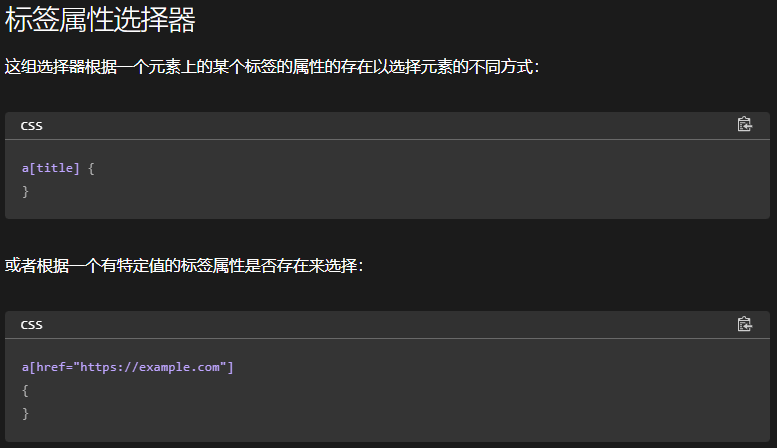 标签属性选择器
这组选择器根据一个元素上的某个标签的属性的存在以选择元素的不同方式：
css
a[title] {
}
或者根据一个有特定值的标签属性是否存在来选择：
css
a[href="https://example.com"]
{
}